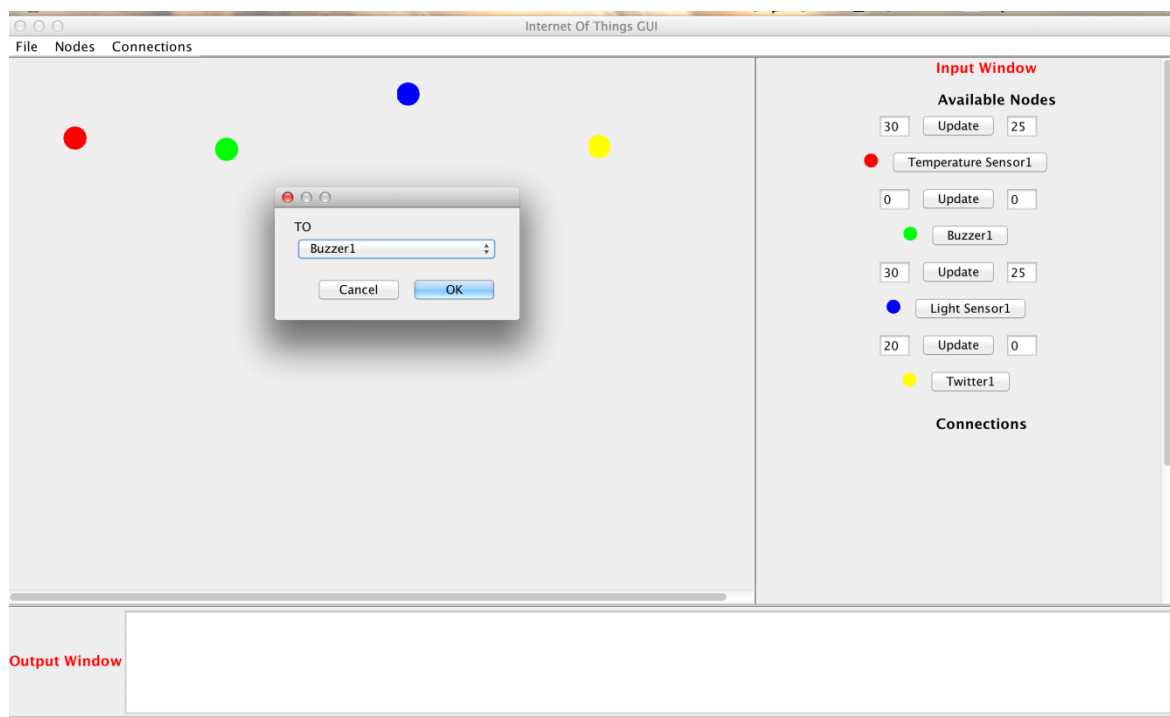 Internet Of Things GUI
File Nodes Connections
TO
Buzzer1
Cancel OK
Input Window
Available Nodes
30 Update 25
Temperature Sensor1
0 Update 0
Buzzer1
30 Update 25
Light Sensor1
20 Update 0
Twitter1
Connections
Output Window